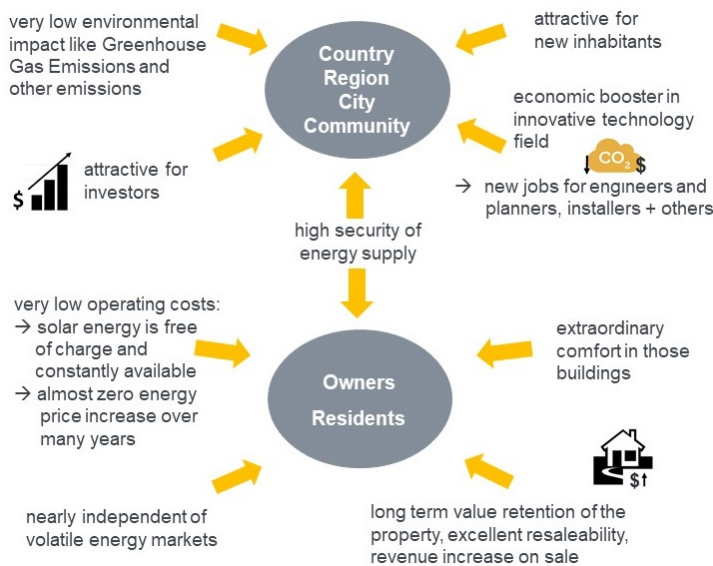 very low environmental
impact like Greenhouse
Gas Emissions and
other emissions
Country
Region
City
Community
attractive for
new inhabitants
economic booster in
innovative technology
field
CO₂ $
→ new jobs for engineers and
planners, installers + others
$
attractive for
investors
high security of
energy supply
very low operating costs:
→ solar energy is free
of charge and
constantly available
→ almost zero energy
price increase over
many years
Owners
Residents
extraordinary
comfort in those
buildings
nearly independent of
volatile energy markets
$↑
long term value retention of the
property, excellent resaleability,
revenue increase on sale